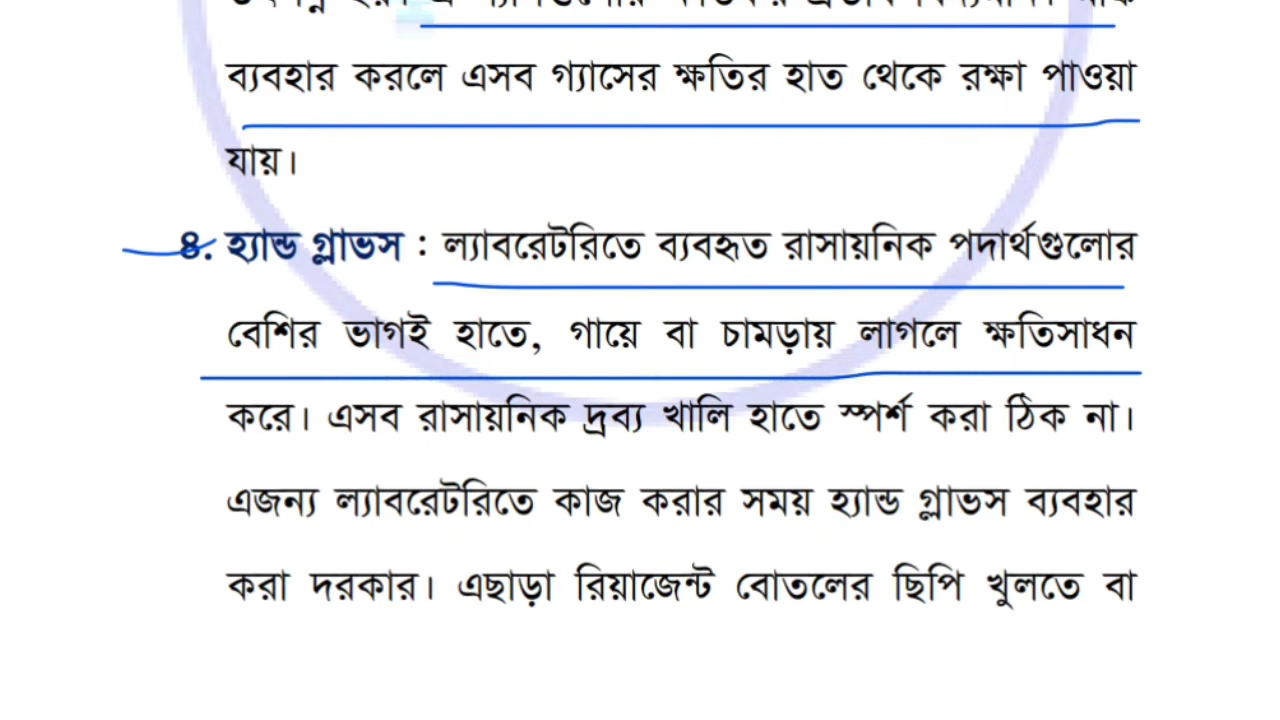 ব্যবহার করলে এসব গ্যাসের ক্ষতির হাত থেকে রক্ষা পাওয়া
যায়।
৪. হ্যান্ড গ্লাভস : ল্যাবরেটরিতে ব্যবহৃত রাসায়নিক পদার্থগুলোর
বেশির ভাগই হাতে, গায়ে বা চামড়ায় লাগলে ক্ষতিসাধন
করে। এসব রাসায়নিক দ্রব্য খালি হাতে স্পর্শ করা ঠিক না।
এজন্য ল্যাবরেটরিতে কাজ করার সময় হ্যান্ড গ্লাভস ব্যবহার
করা দরকার। এছাড়া রিয়াজেন্ট বোতলের ছিপি খুলতে বা